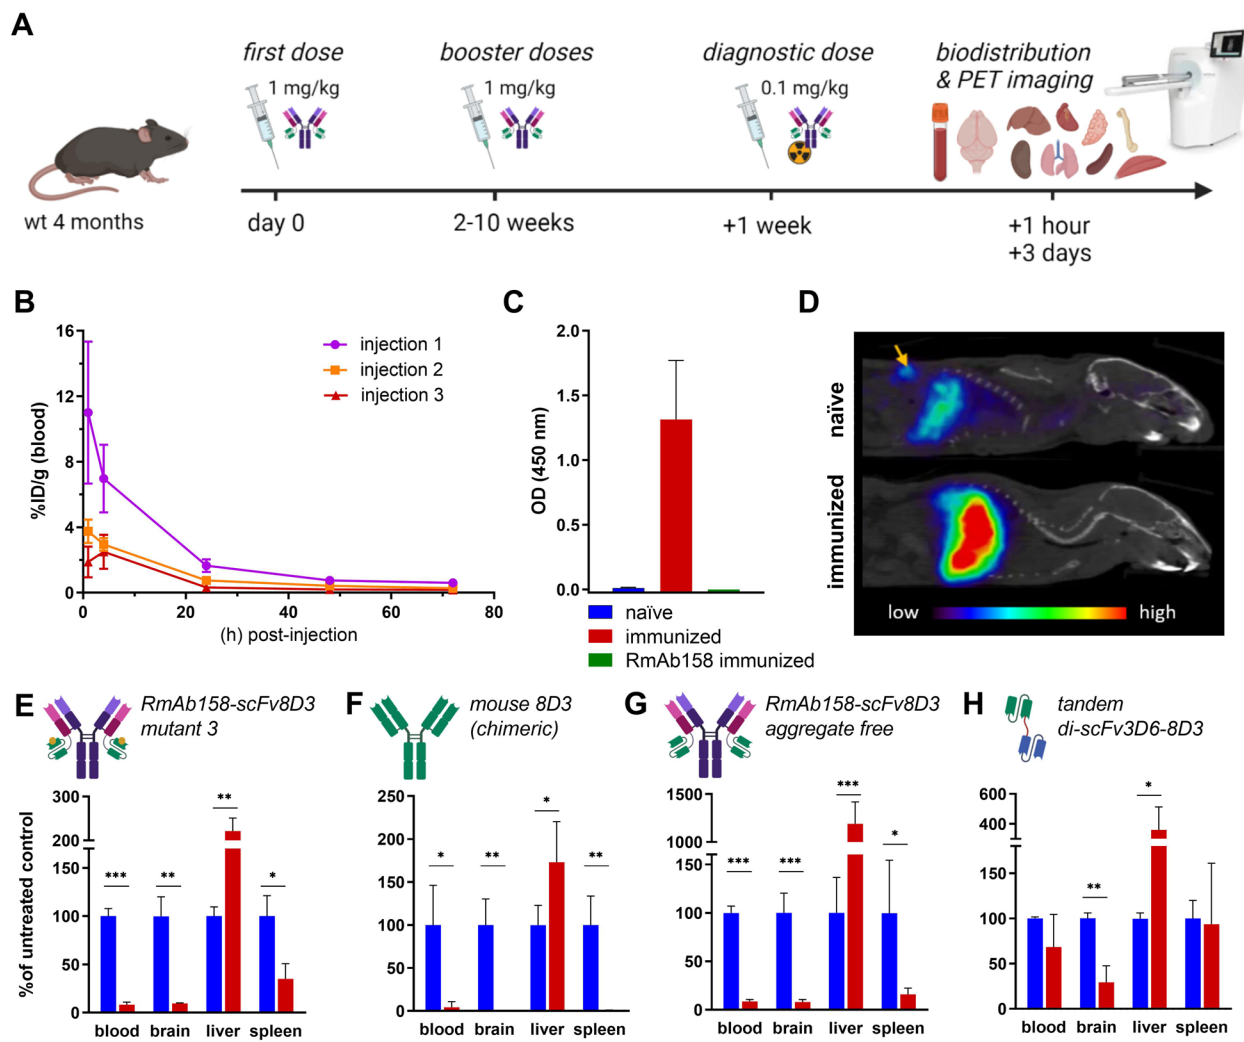 A
first dose
1 mg/kg
booster doses
1 mg/kg
diagnostic dose
0.1 mg/kg
biodistribution
& PET imaging
wt 4 months
day 0
2-10 weeks
+1 week
+1 hour
+3 days
B
%ID/g (blood)
16
12
8
4
0
injection 1
injection 2
injection 3
0
20
40
60
80
(h) post-injection
C
OD (450 nm)
2.0
1.5
1.0
0.5
0.0
naïve
immunized
RmAb158 immunized
D
naïve
immunized
low
high
E
RmAb158-scFv8D3
mutant 3
%of untreated control
300
200
150
100
50
0
***
**
**
*
blood
brain
liver
spleen
F
mouse 8D3
(chimeric)
250
200
150
100
50
0
*
**
*
**
blood
brain
liver
spleen
G
RmAb158-scFv8D3
aggregate free
1500
1000
150
100
50
0
***
***
***
*
blood
brain
liver
spleen
H
tandem
di-scFv3D6-8D3
600
400
150
100
50
0
**
*
blood
brain
liver
spleen